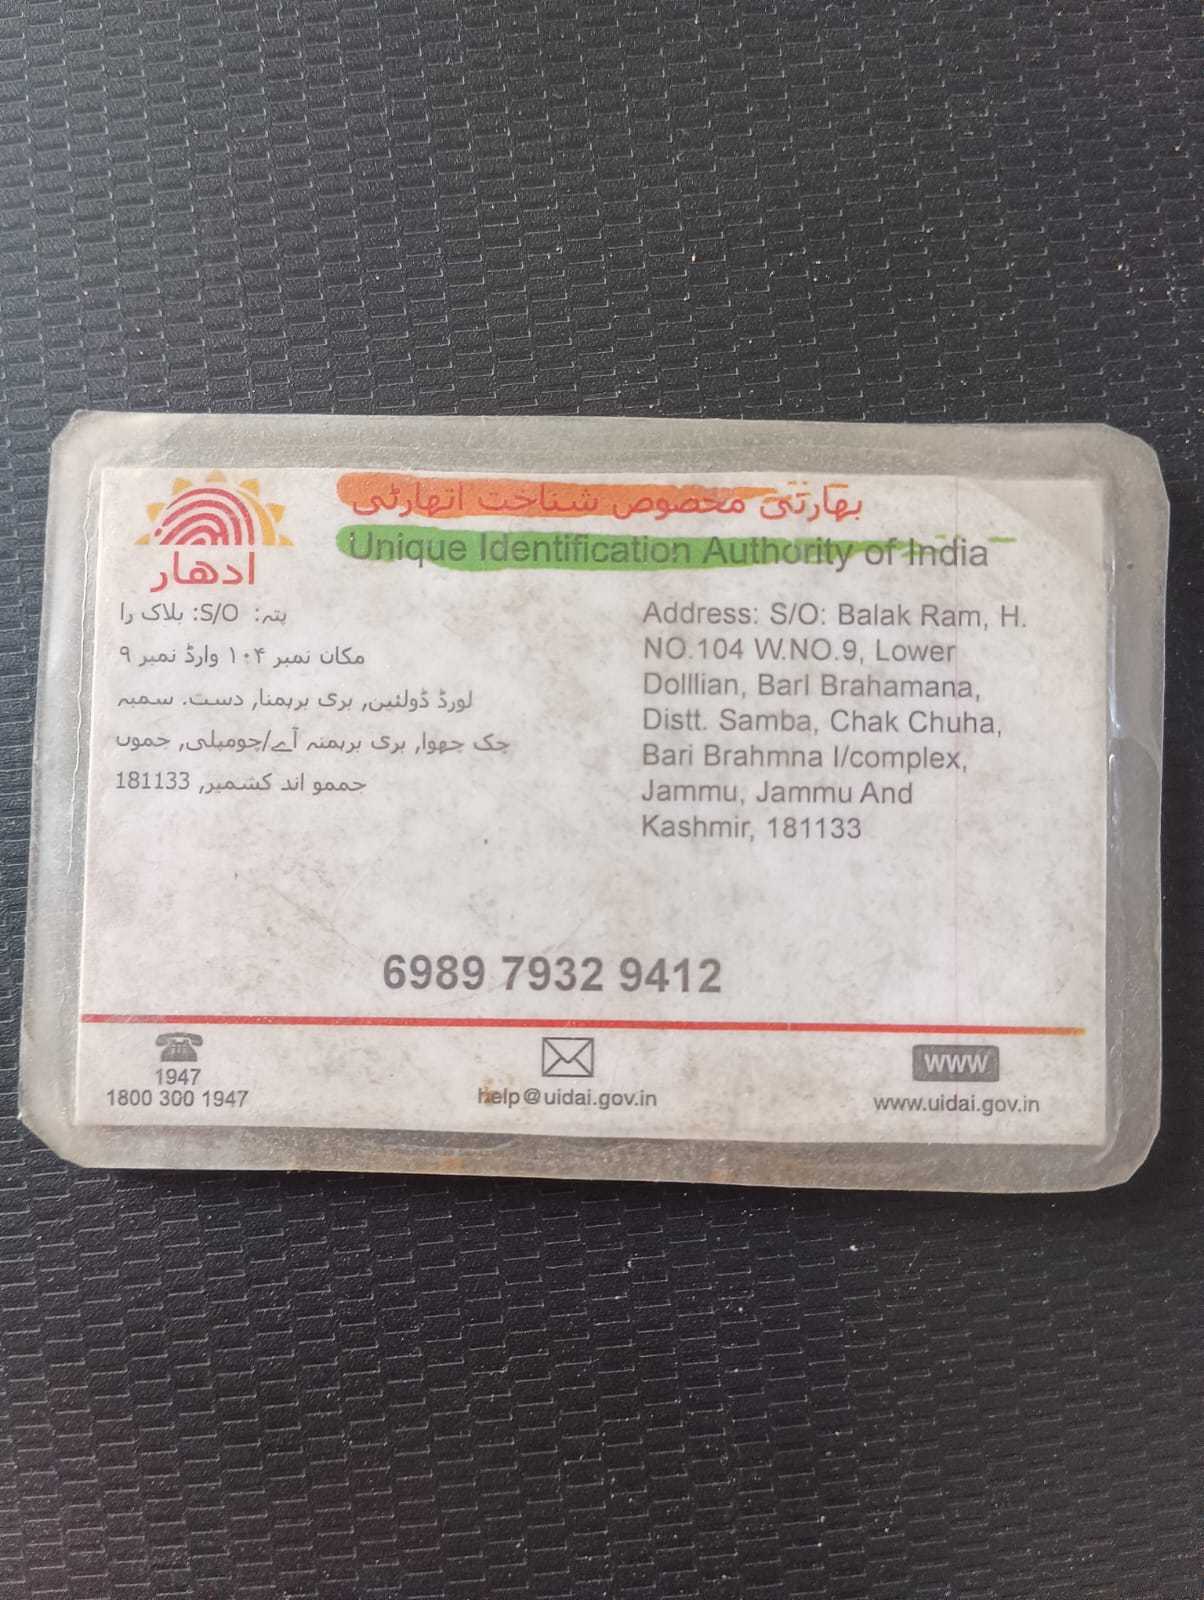 بھارتی مخصوص شناخت اتھارٹی
Unique Identification Authority of India
ادھار
پتہ: S/O: بلاک را
مکان نمبر ۱۰۴ وارڈ نمبر ۹
لورڈ ڈولئین, بری برہمنا, دست. سمبہ
چک چھوا, بری برہمنہ آے/چومپلی, جموں
جممو اند کشمیر, 181133
Address: S/O: Balak Ram, H.
NO.104 W.NO.9, Lower
Dolllian, BarI Brahamana,
Distt. Samba, Chak Chuha,
Bari Brahmna I/complex,
Jammu, Jammu And
Kashmir, 181133
6989 7932 9412
1947
1800 300 1947
help@uidai.gov.in
www
www.uidai.gov.in